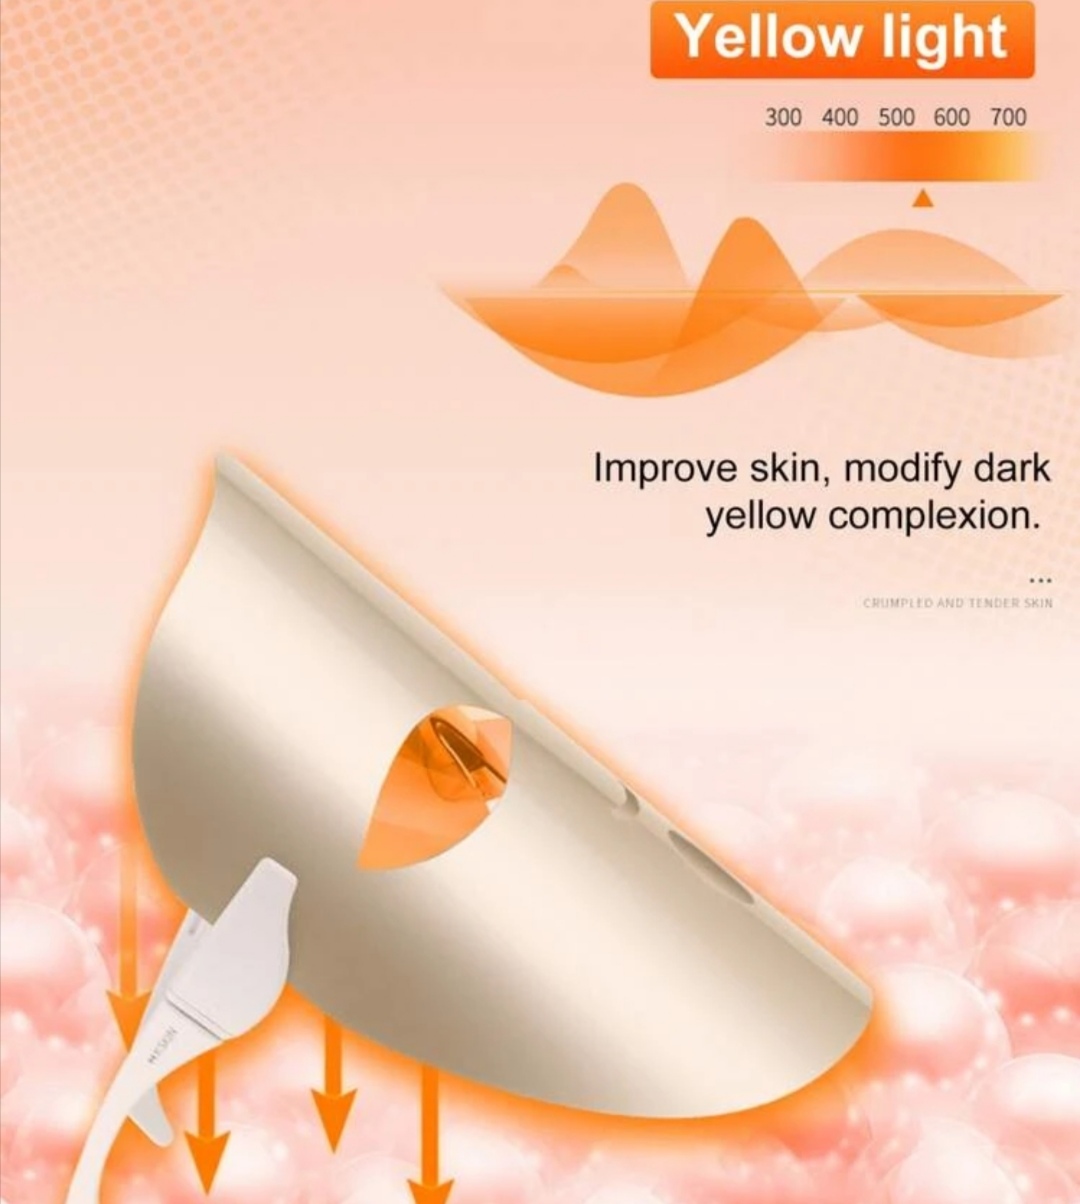 Yellow light
300 400 500 600 700
Improve skin, modify dark
yellow complexion.
...
CRUMPLED AND TENDER SKIN